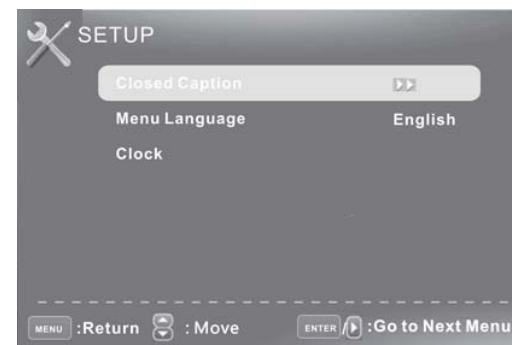 SETUP
Closed Caption
Menu Language English
Clock
MENU :Return : Move ENTER / :Go to Next Menu